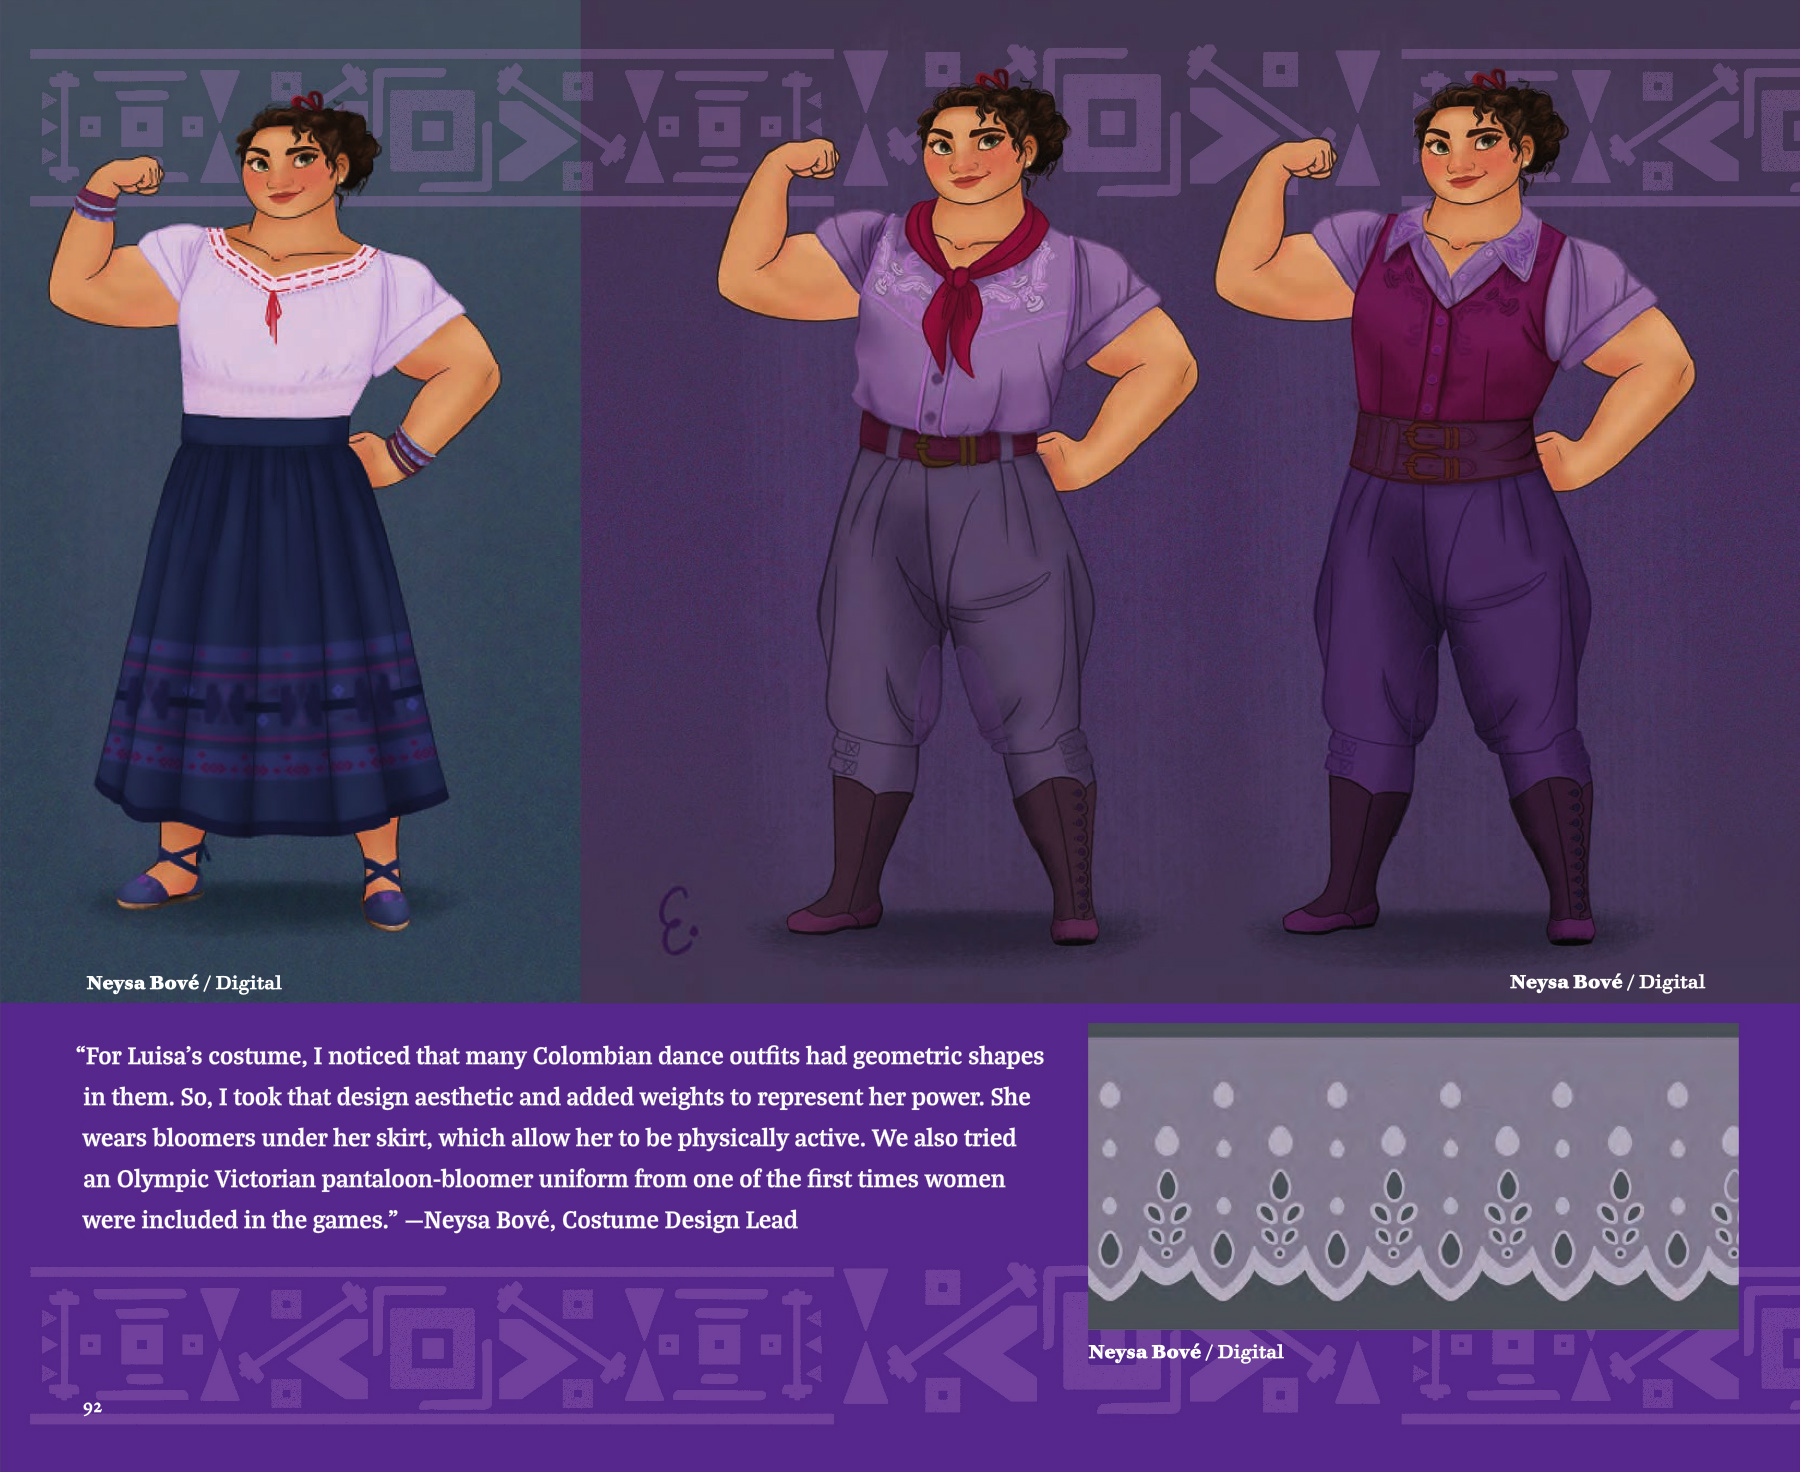 Neysa Bové / Digital
Neysa Bové / Digital
“For Luisa’s costume, I noticed that many Colombian dance outfits had geometric shapes
in them. So, I took that design aesthetic and added weights to represent her power. She
wears bloomers under her skirt, which allow her to be physically active. We also tried
an Olympic Victorian pantaloon-bloomer uniform from one of the first times women
were included in the games.” —Neysa Bové, Costume Design Lead
Neysa Bové / Digital
92